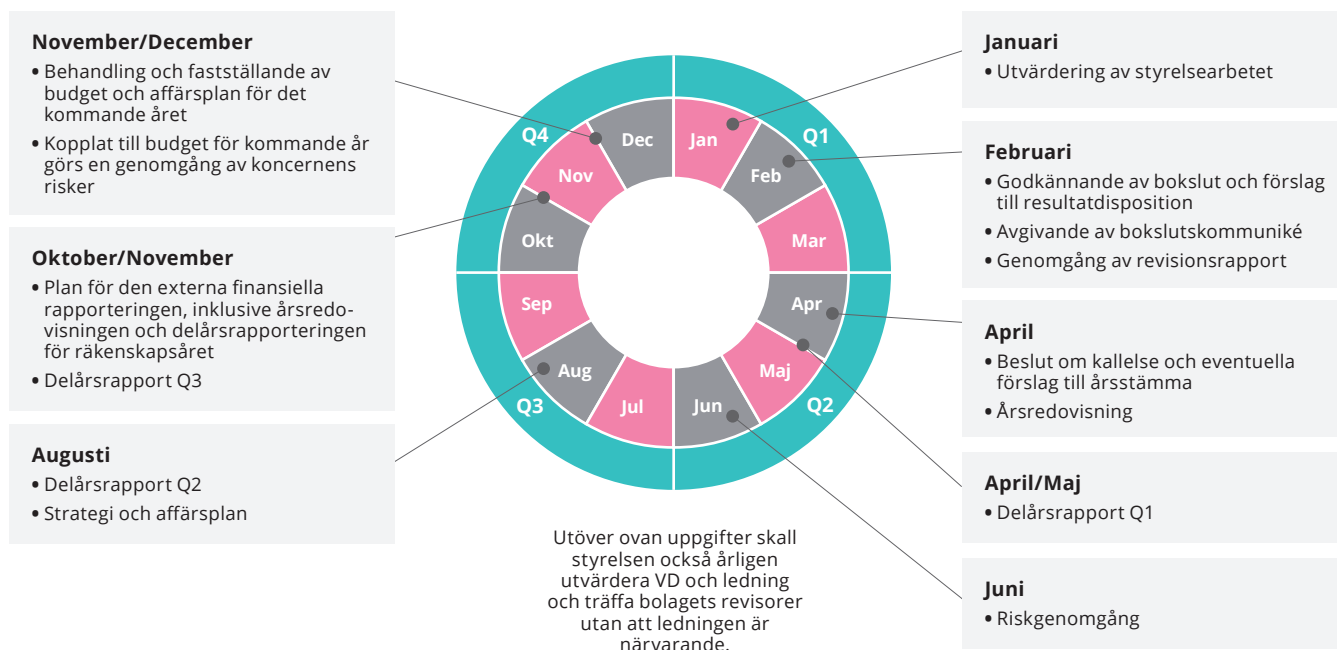 November/December
• Behandling och fastställande av
budget och affärsplan för det
kommande året
• Kopplat till budget för kommande år
görs en genomgång av koncernens
risker
Oktober/November
• Plan för den externa finansiella
rapporteringen, inklusive årsredo-
visningen och delårsrapporteringen
för räkenskapsåret
• Delårsrapport Q3
Augusti
• Delårsrapport Q2
• Strategi och affärsplan
Q4
Q1
Q3
Q2
Jan
Feb
Mar
Apr
Maj
Jun
Jul
Aug
Sep
Okt
Nov
Dec
Utöver ovan uppgifter skall
styrelsen också årligen
utvärdera VD och ledning
och träffa bolagets revisorer
utan att ledningen är
närvarande.
Januari
• Utvärdering av styrelsearbetet
Februari
• Godkännande av bokslut och förslag
till resultatdisposition
• Avgivande av bokslutskommuniké
• Genomgång av revisionsrapport
April
• Beslut om kallelse och eventuella
förslag till årsstämma
• Årsredovisning
April/Maj
• Delårsrapport Q1
Juni
• Riskgenomgång